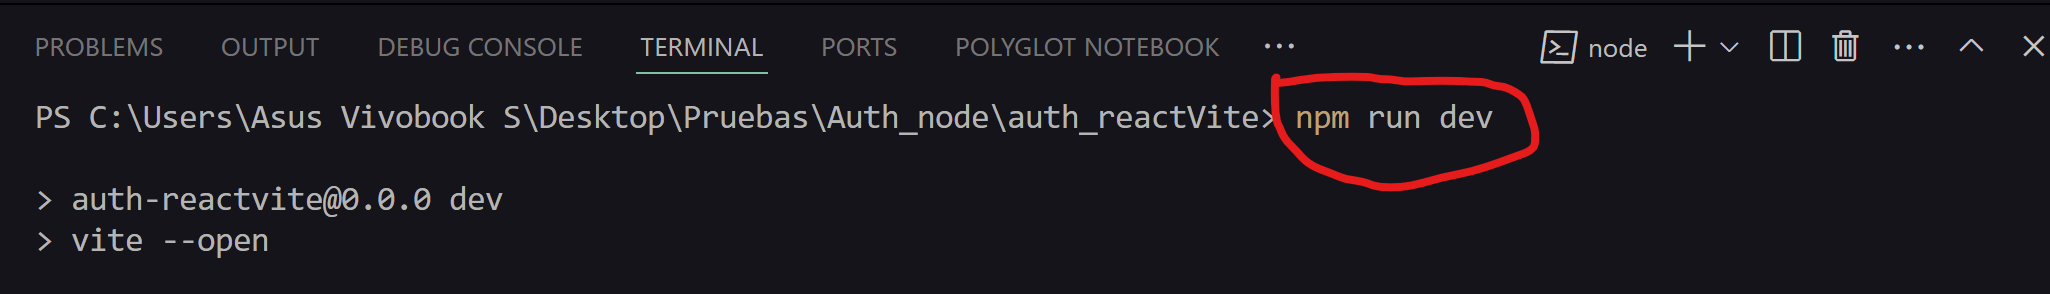 PROBLEMS OUTPUT DEBUG CONSOLE TERMINAL PORTS POLYGLOT NOTEBOOK ··· node ···
PS C:\Users\Asus Vivobook S\Desktop\Pruebas\Auth_node\auth_reactVite> npm run dev
> auth-reactvite@0.0.0 dev
> vite --open